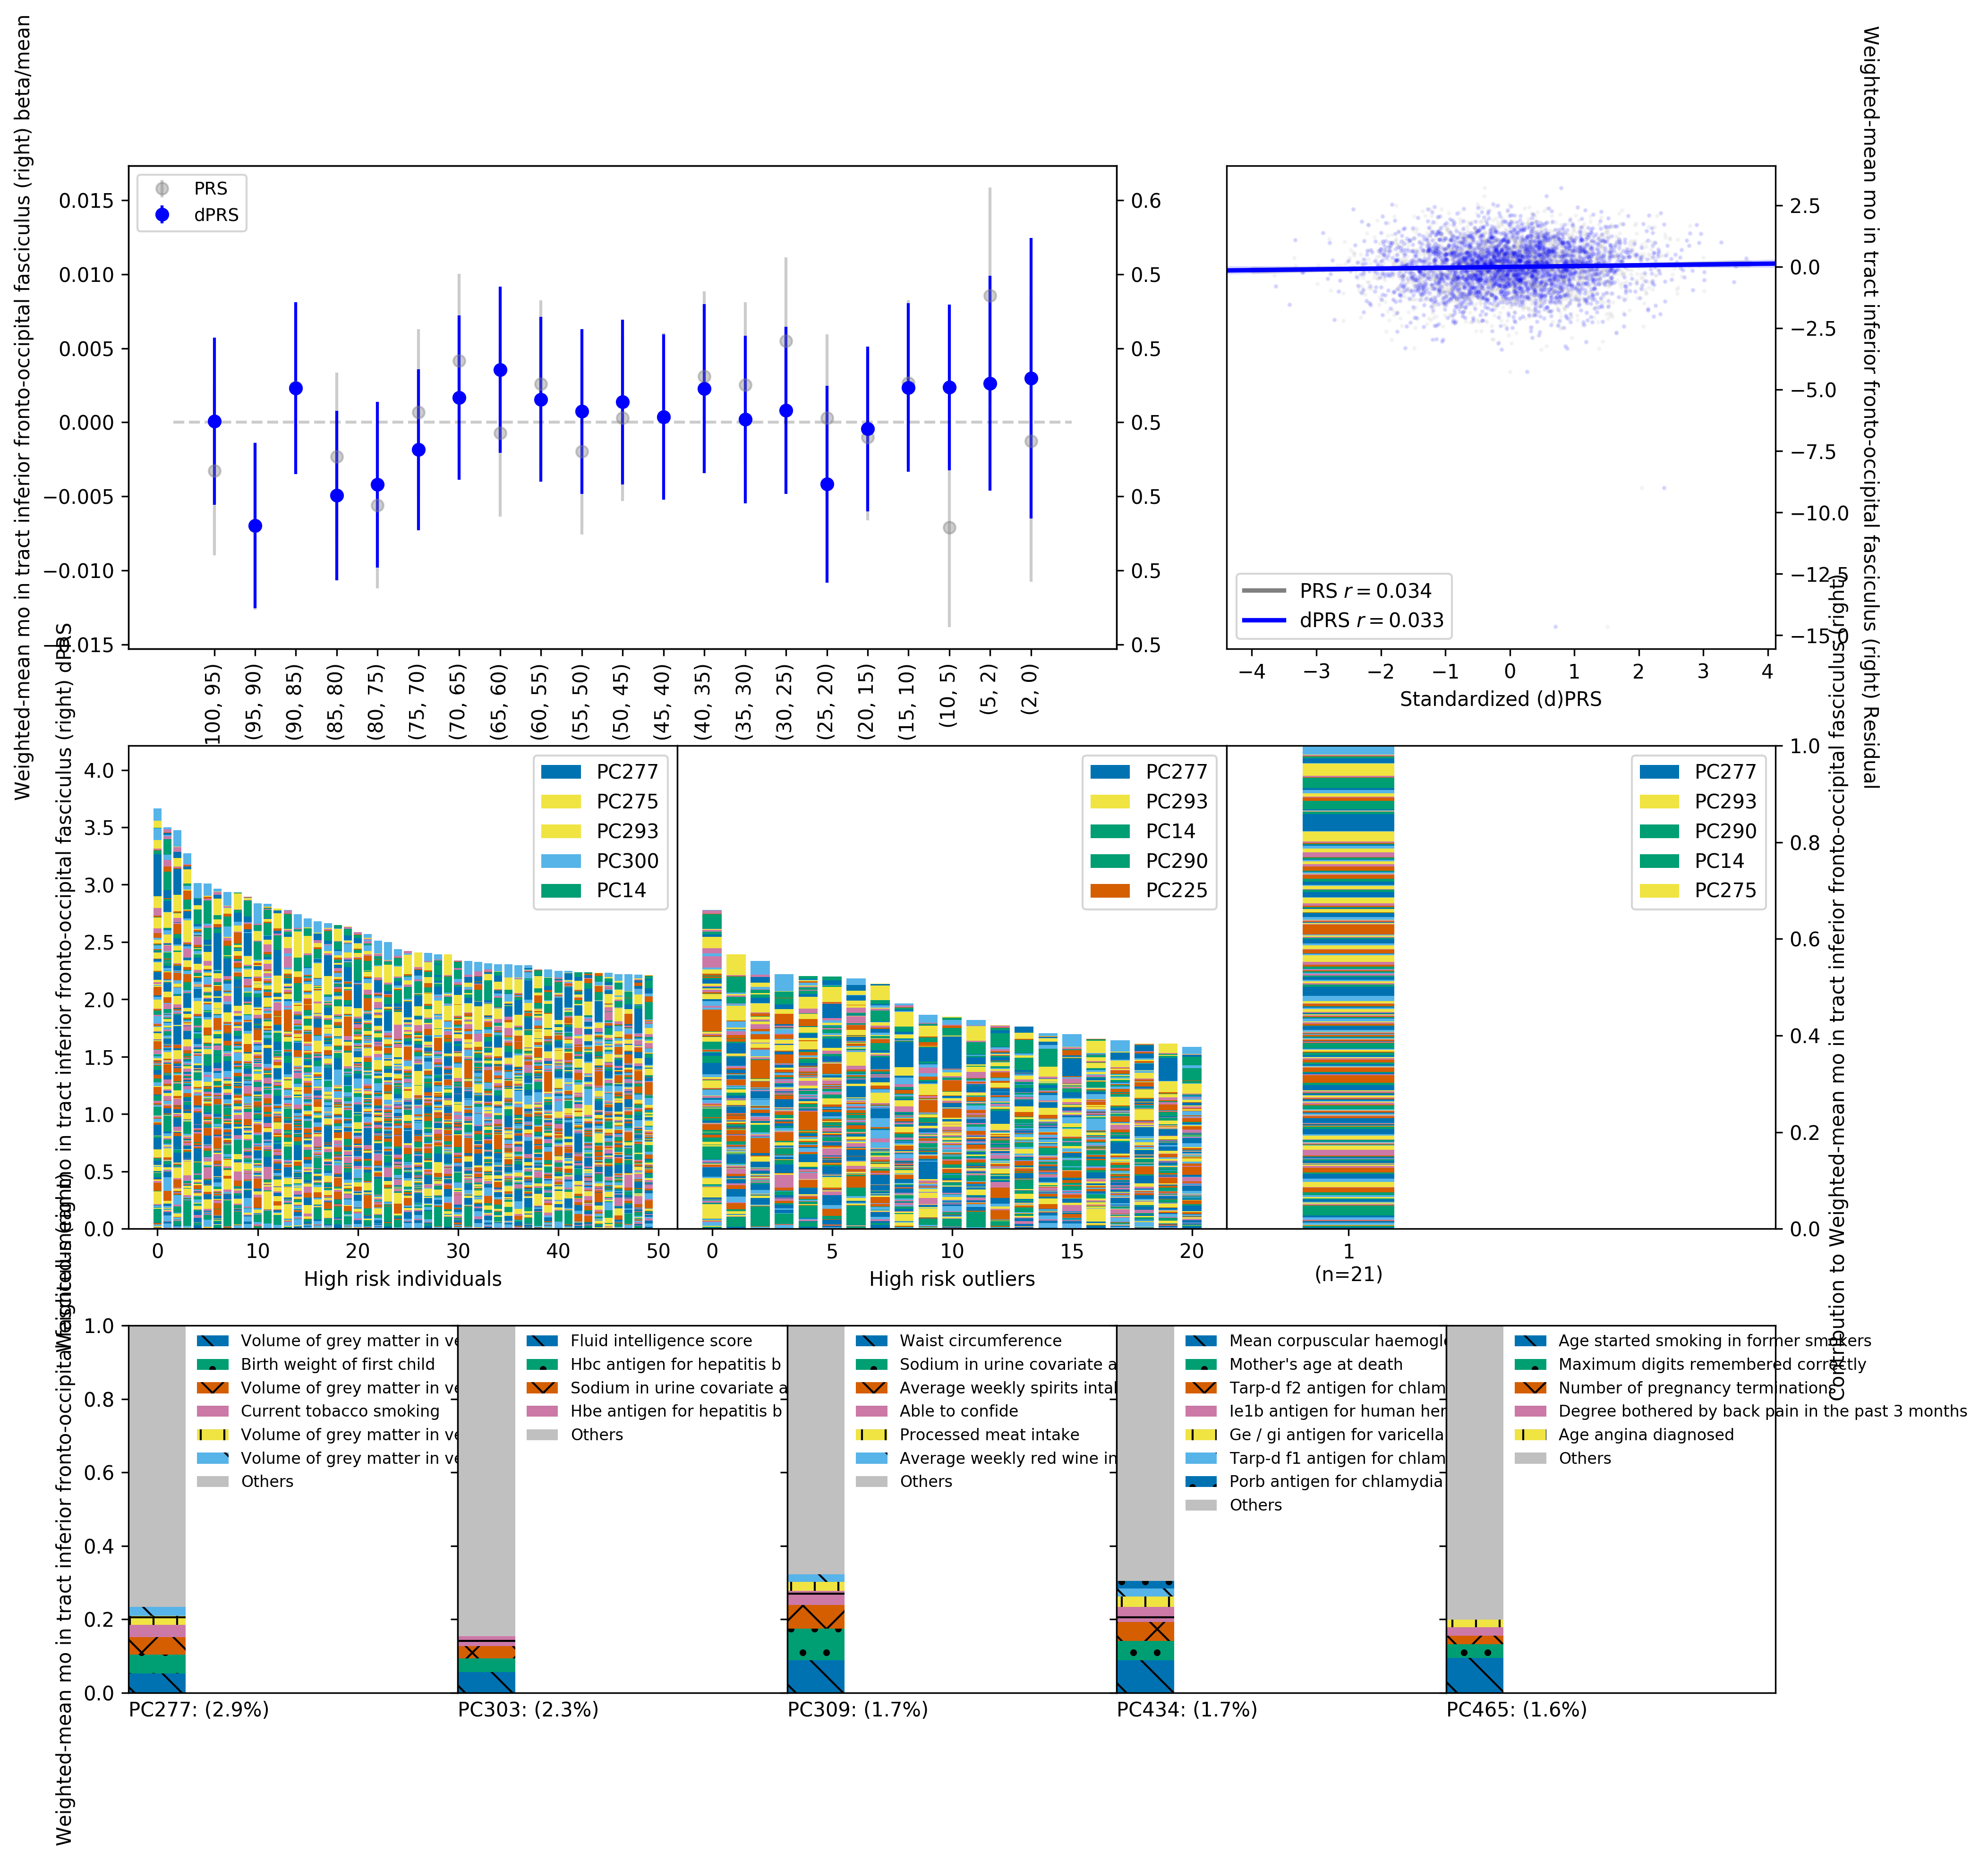 Weighted-mean mo in tract inferior fronto-occipital fasciculus (right) beta/mean
0.015
0.010
0.005
0.000
−0.005
−0.010
PRS
dPRS
0.6
0.5
0.5
0.5
0.5
0.5
0.5
100, 95)
(95, 90)
(90, 85)
(85, 80)
(80, 75)
(75, 70)
(70, 65)
(65, 60)
(60, 55)
(55, 50)
(50, 45)
(45, 40)
(40, 35)
(35, 30)
(30, 25)
(25, 20)
(20, 15)
(15, 10)
(10, 5)
(5, 2)
(2, 0)
PRS r = 0.034
dPRS r = 0.033
2.5
0.0
−2.5
−5.0
−7.5
−10.0
−12.5
−15.0
−4
−3
−2
−1
0
1
2
3
4
Standardized (d)PRS
Weighted-mean mo in tract inferior fronto-occipital fasciculus (right) Residual
mo in tract inferior fronto-occipital fasciculus (right) dPRS
4.0
3.5
3.0
2.5
2.0
1.5
1.0
0.5
0.0
PC277
PC275
PC293
PC300
PC14
0
10
20
30
40
50
High risk individuals
PC277
PC293
PC14
PC290
PC225
0
5
10
15
20
High risk outliers
PC277
PC293
PC290
PC14
PC275
1
(n=21)
1.0
0.8
0.6
0.4
0.2
0.0
Contribution to Weighted-mean mo in tract inferior fronto-occipital fasciculus (right)
Weighted-mean mo in tract inferior fronto-occipital
1.0
0.8
0.6
0.4
0.2
0.0
Volume of grey matter in ve
Birth weight of first child
Volume of grey matter in ve
Current tobacco smoking
Volume of grey matter in ve
Volume of grey matter in ve
Others
PC277: (2.9%)
Fluid intelligence score
Hbc antigen for hepatitis b
Sodium in urine covariate a
Hbe antigen for hepatitis b
Others
PC303: (2.3%)
Waist circumference
Sodium in urine covariate a
Average weekly spirits intal
Able to confide
Processed meat intake
Average weekly red wine in
Others
PC309: (1.7%)
Mean corpuscular haemogl
Mother's age at death
Tarp-d f2 antigen for chlam
Ie1b antigen for human her
Ge / gi antigen for varicella
Tarp-d f1 antigen for chlam
Porb antigen for chlamydia
Others
PC434: (1.7%)
Age started smoking in former smokers
Maximum digits remembered correctly
Number of pregnancy terminations
Degree bothered by back pain in the past 3 months
Age angina diagnosed
Others
PC465: (1.6%)